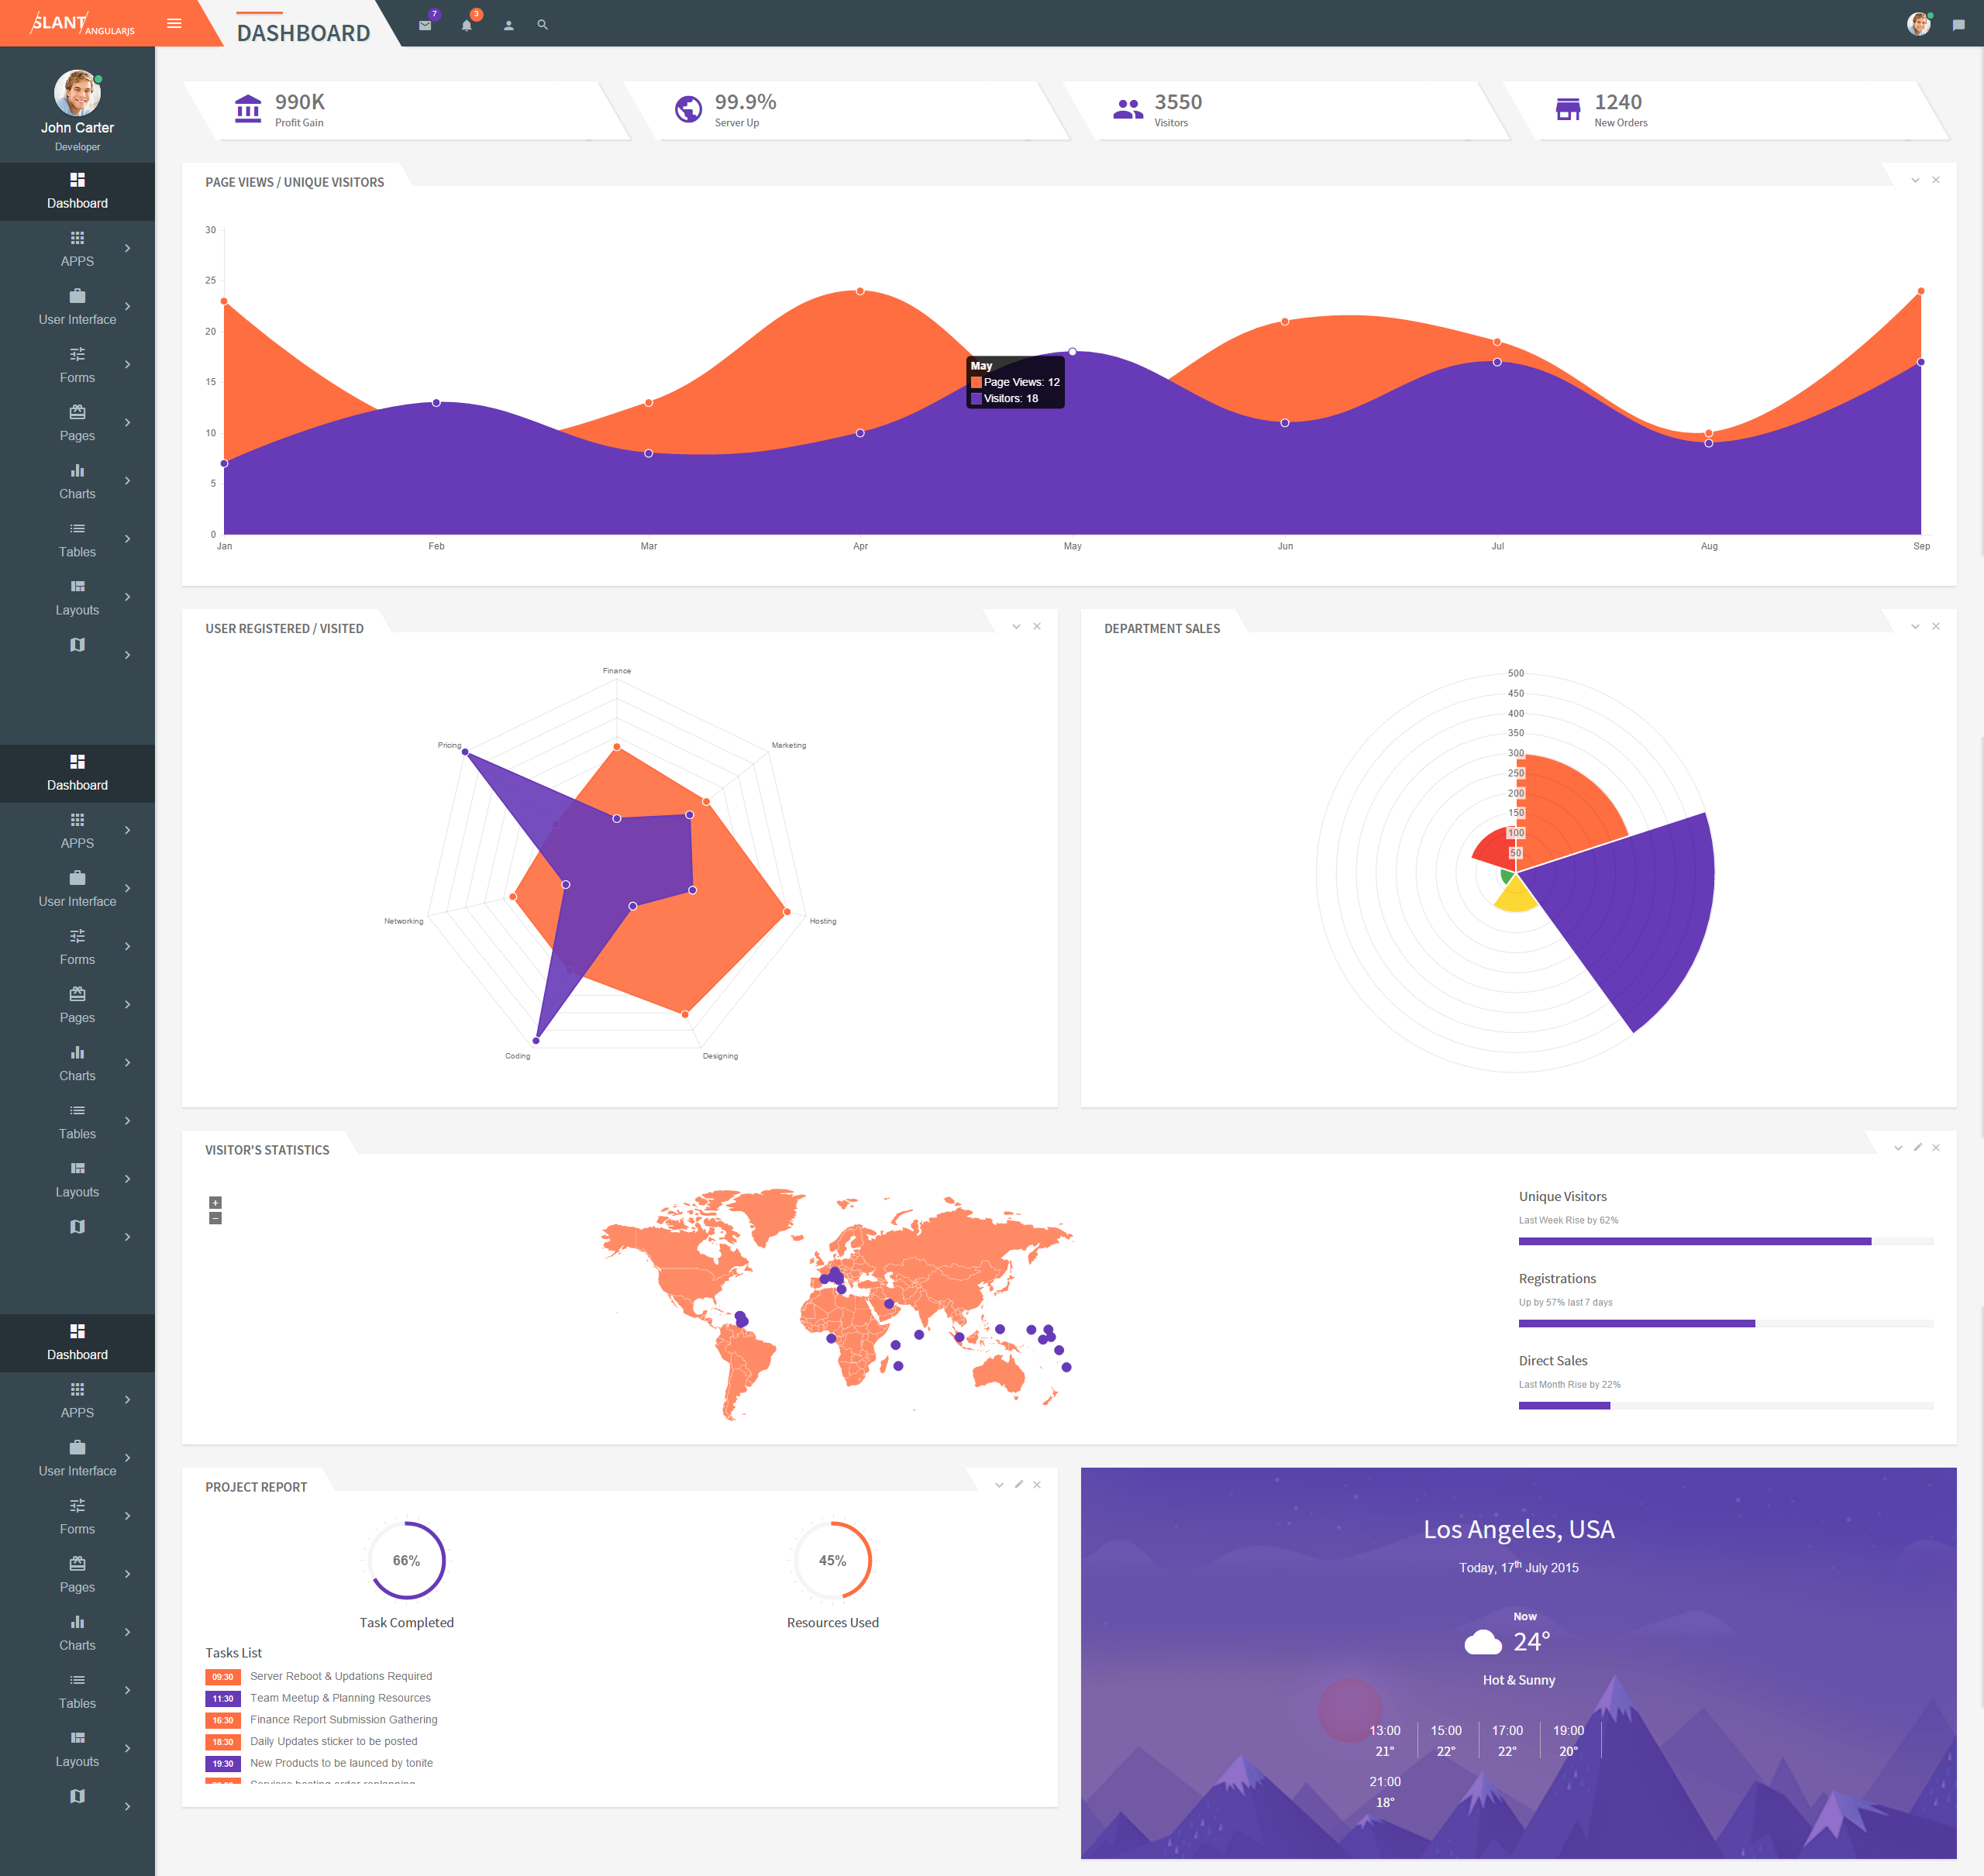 SLANT ANGULARJS
DASHBOARD
7
3
John Carter
Developer
Dashboard
APPS
User Interface
Forms
Pages
Charts
Tables
Layouts
Dashboard
APPS
User Interface
Forms
Pages
Charts
Tables
Layouts
Dashboard
APPS
User Interface
Forms
Pages
Charts
Tables
Layouts
990K
Profit Gain
99.9%
Server Up
3550
Visitors
1240
New Orders
PAGE VIEWS / UNIQUE VISITORS
30
25
20
15
10
5
0
May
Page Views: 12
Visitors: 18
Jan Feb Mar Apr May Jun Jul Aug Sep
USER REGISTERED / VISITED
Finance
Pricing
Marketing
Networking
Hosting
Coding
Designing
DEPARTMENT SALES
500
450
400
350
300
250
200
150
100
50
VISITOR'S STATISTICS
+
−
Unique Visitors
Last Week Rise by 62%
Registrations
Up by 57% last 7 days
Direct Sales
Last Month Rise by 22%
PROJECT REPORT
66%
Task Completed
45%
Resources Used
Tasks List
09:30 Server Reboot & Updations Required
11:30 Team Meetup & Planning Resources
16:30 Finance Report Submission Gathering
18:30 Daily Updates sticker to be posted
19:30 New Products to be launced by tonite
Los Angeles, USA
Today, 17th July 2015
Now
24°
Hot & Sunny
13:00 15:00 17:00 19:00
21° 22° 22° 20°
21:00
18°